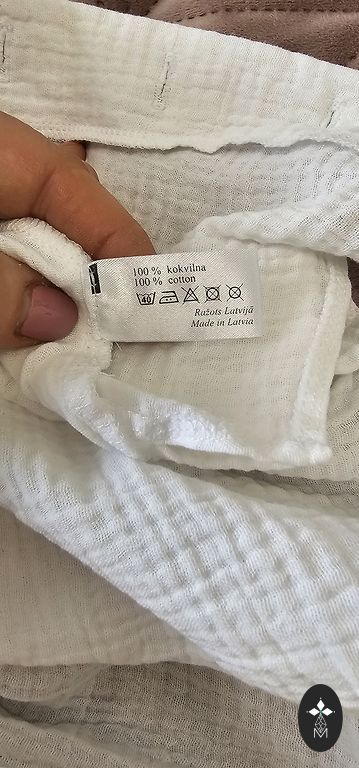 100 % kokvilna
100 % cotton
40
Ražots Latvijā
Made in Latvia
M